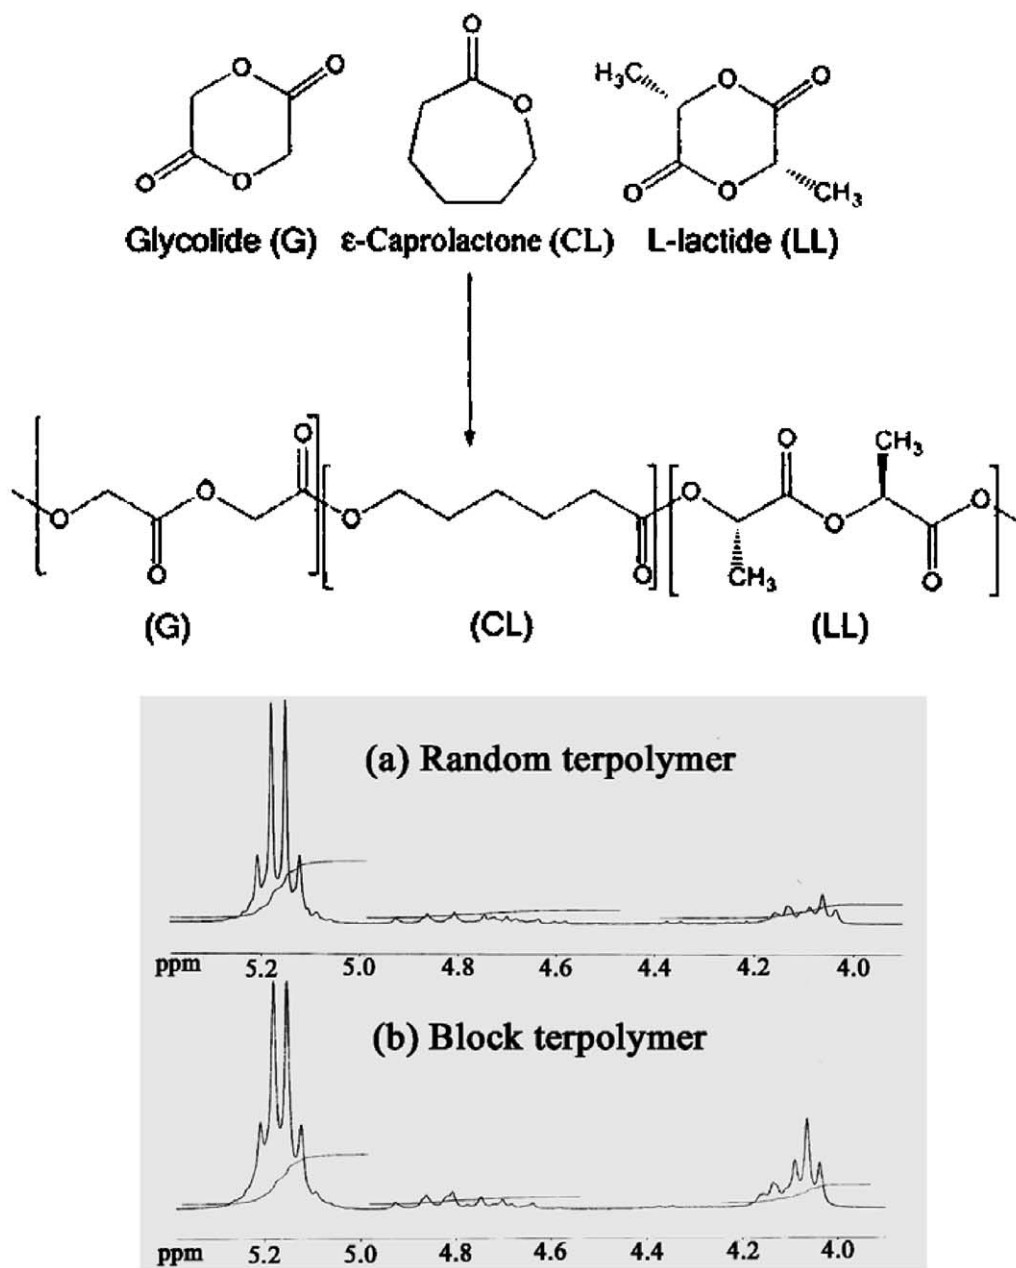 O O O O
H₃C O O
O O O CH₃
Glycolide (G) ε-Caprolactone (CL) L-lactide (LL)
O O CH₃
O O O O O O
O O CH₃ O
(G) (CL) (LL)
(a) Random terpolymer
ppm 5.2 5.0 4.8 4.6 4.4 4.2 4.0
(b) Block terpolymer
ppm 5.2 5.0 4.8 4.6 4.4 4.2 4.0